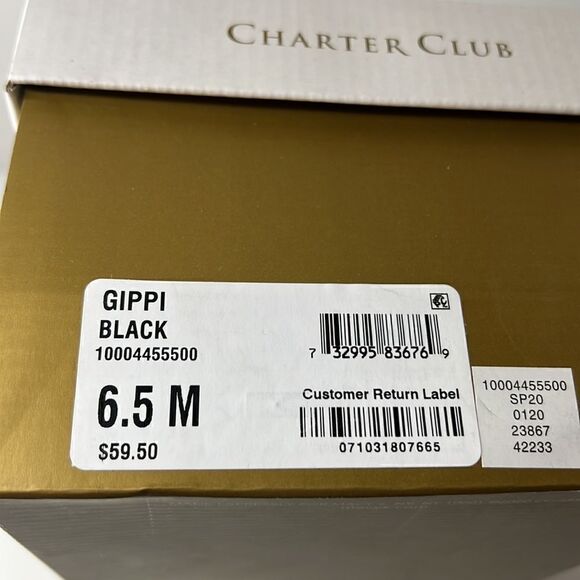 CHARTER CLUB
GIPPI
BLACK
10004455500
6.5 M
$59.50
7 32995 83676 9
Customer Return Label
071031807665
10004455500
SP20
0120
23867
42233